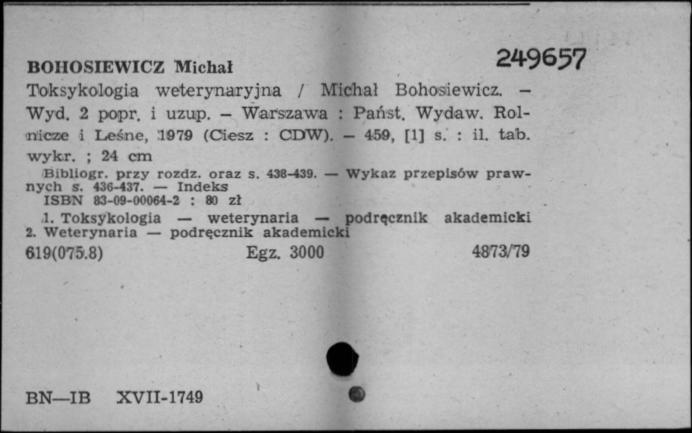 249657
BOHOSIEWICZ Michał
Toksykologia weterynaryjna / Michał Bohosiewicz. —
Wyd. 2 popr. i uzup. — Warszawa : Państ. Wydaw. Rol-
nicze i Leśne, 1979 (Ciesz : CDW). — 459, [1] s. : il. tab.
wykr. ; 24 cm
Bibliogr. przy rozdz. oraz s. 438-439. — Wykaz przepisów praw-
nych s. 436-437. — Indeks
ISBN 83-09-00064-2 : 80 zł
1. Toksykologia — weterynaria — podręcznik akademicki
2. Weterynaria — podręcznik akademicki
619(075.8) Egz. 3000 4873/79
BN—IB XVII-1749